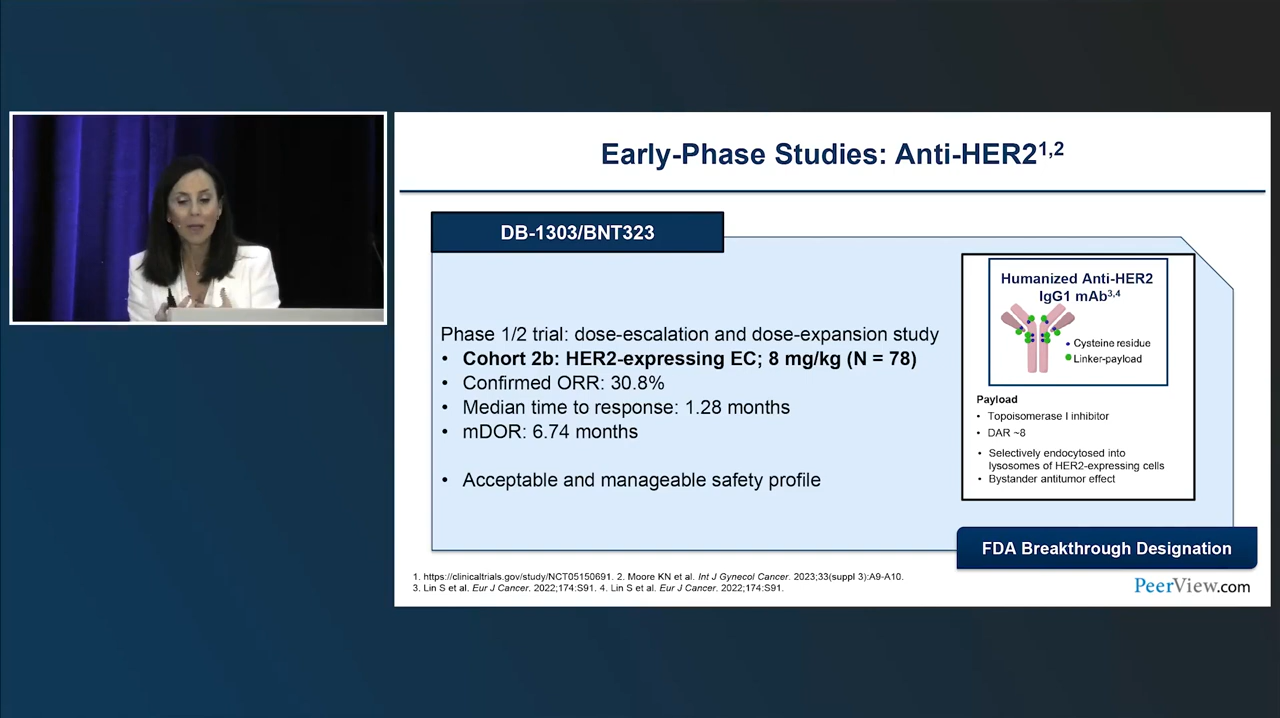 Early-Phase Studies: Anti-HER2¹,²
DB-1303/BNT323
Phase 1/2 trial: dose-escalation and dose-expansion study
• Cohort 2b: HER2-expressing EC; 8 mg/kg (N = 78)
• Confirmed ORR: 30.8%
• Median time to response: 1.28 months
• mDOR: 6.74 months
• Acceptable and manageable safety profile
Humanized Anti-HER2
IgG1 mAb³,⁴
• Cysteine residue
Linker-payload
Payload
• Topoisomerase I inhibitor
• DAR ~8
• Selectively endocytosed into
lysosomes of HER2-expressing cells
• Bystander antitumor effect
FDA Breakthrough Designation
1. https://clinicaltrials.gov/study/NCT05150691. 2. Moore KN et al. Int J Gynecol Cancer. 2023;33(suppl 3):A9-A10.
3. Lin S et al. Eur J Cancer. 2022;174:S91. 4. Lin S et al. Eur J Cancer. 2022;174:S91.
PeerView.com